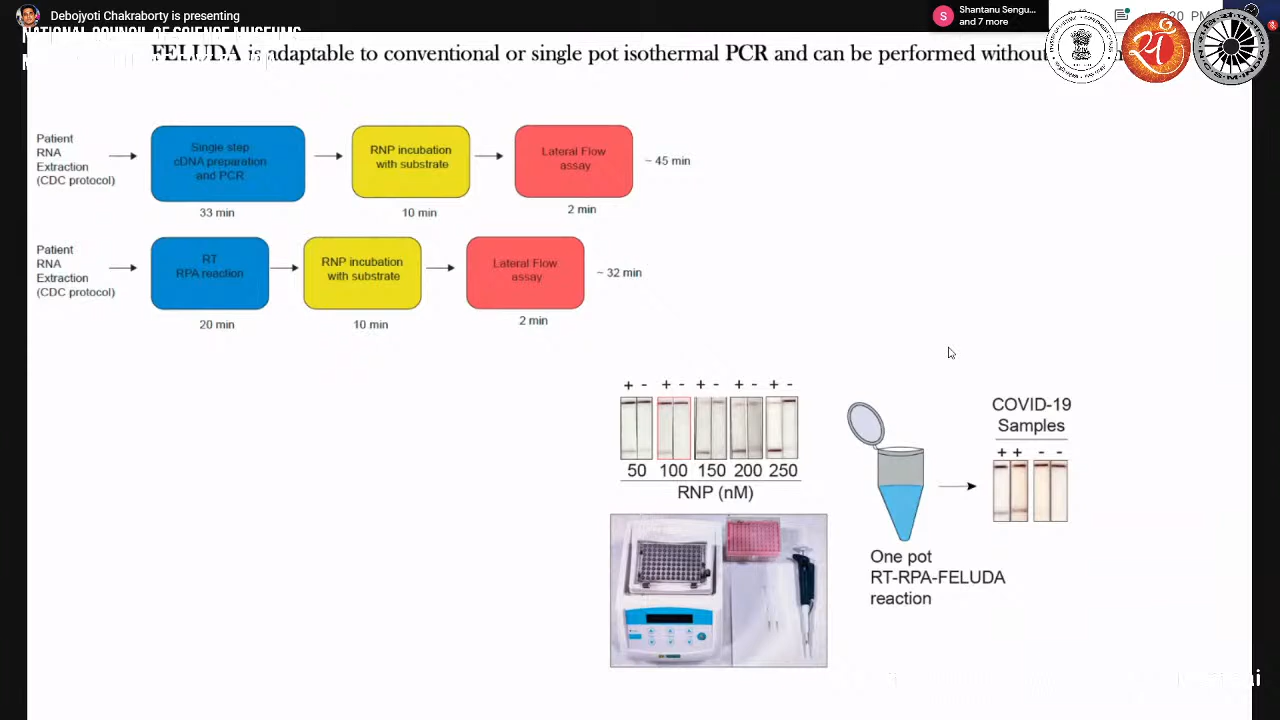 Debojyoti Chakraborty is presenting
Shantanu Sengu...
and 7 more
NATIONAL COUNCIL OF SCIENCE MUSEUMS
FELUDA is adaptable to conventional or single pot isothermal PCR and can be performed without
Patient
RNA
Extraction
(CDC protocol)
Single step
cDNA preparation
and PCR
33 min
RNP incubation
with substrate
10 min
Lateral Flow
assay
2 min
~ 45 min
Patient
RNA
Extraction
(CDC protocol)
RT
RPA reaction
20 min
RNP incubation
with substrate
10 min
Lateral Flow
assay
2 min
~ 32 min
+ - + - + - + - + -
50 100 150 200 250
RNP (nM)
One pot
RT-RPA-FELUDA
reaction
COVID-19
Samples
+ + - -